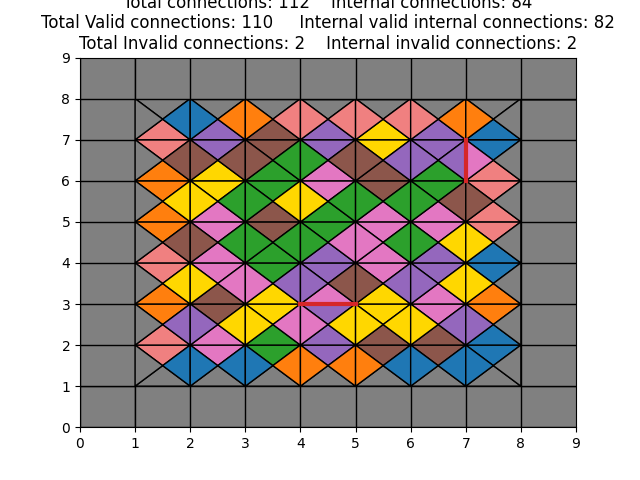 Total connections: 112 Internal connections: 84
Total Valid connections: 110 Internal valid internal connections: 82
Total Invalid connections: 2 Internal invalid connections: 2
9
8
7
6
5
4
3
2
1
0
0 1 2 3 4 5 6 7 8 9